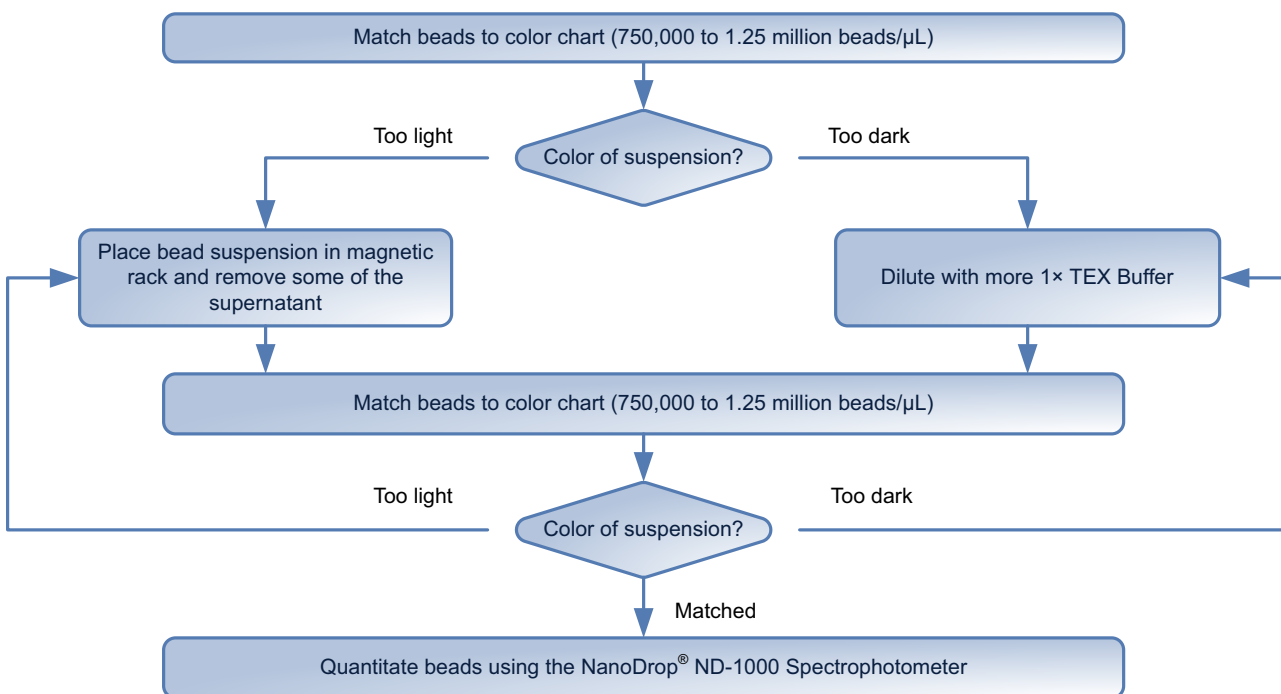 Match beads to color chart (750,000 to 1.25 million beads/µL)
Too light
Color of suspension?
Too dark
Place bead suspension in magnetic
rack and remove some of the
supernatant
Dilute with more 1× TEX Buffer
Match beads to color chart (750,000 to 1.25 million beads/µL)
Too light
Color of suspension?
Too dark
Matched
Quantitate beads using the NanoDrop® ND-1000 Spectrophotometer